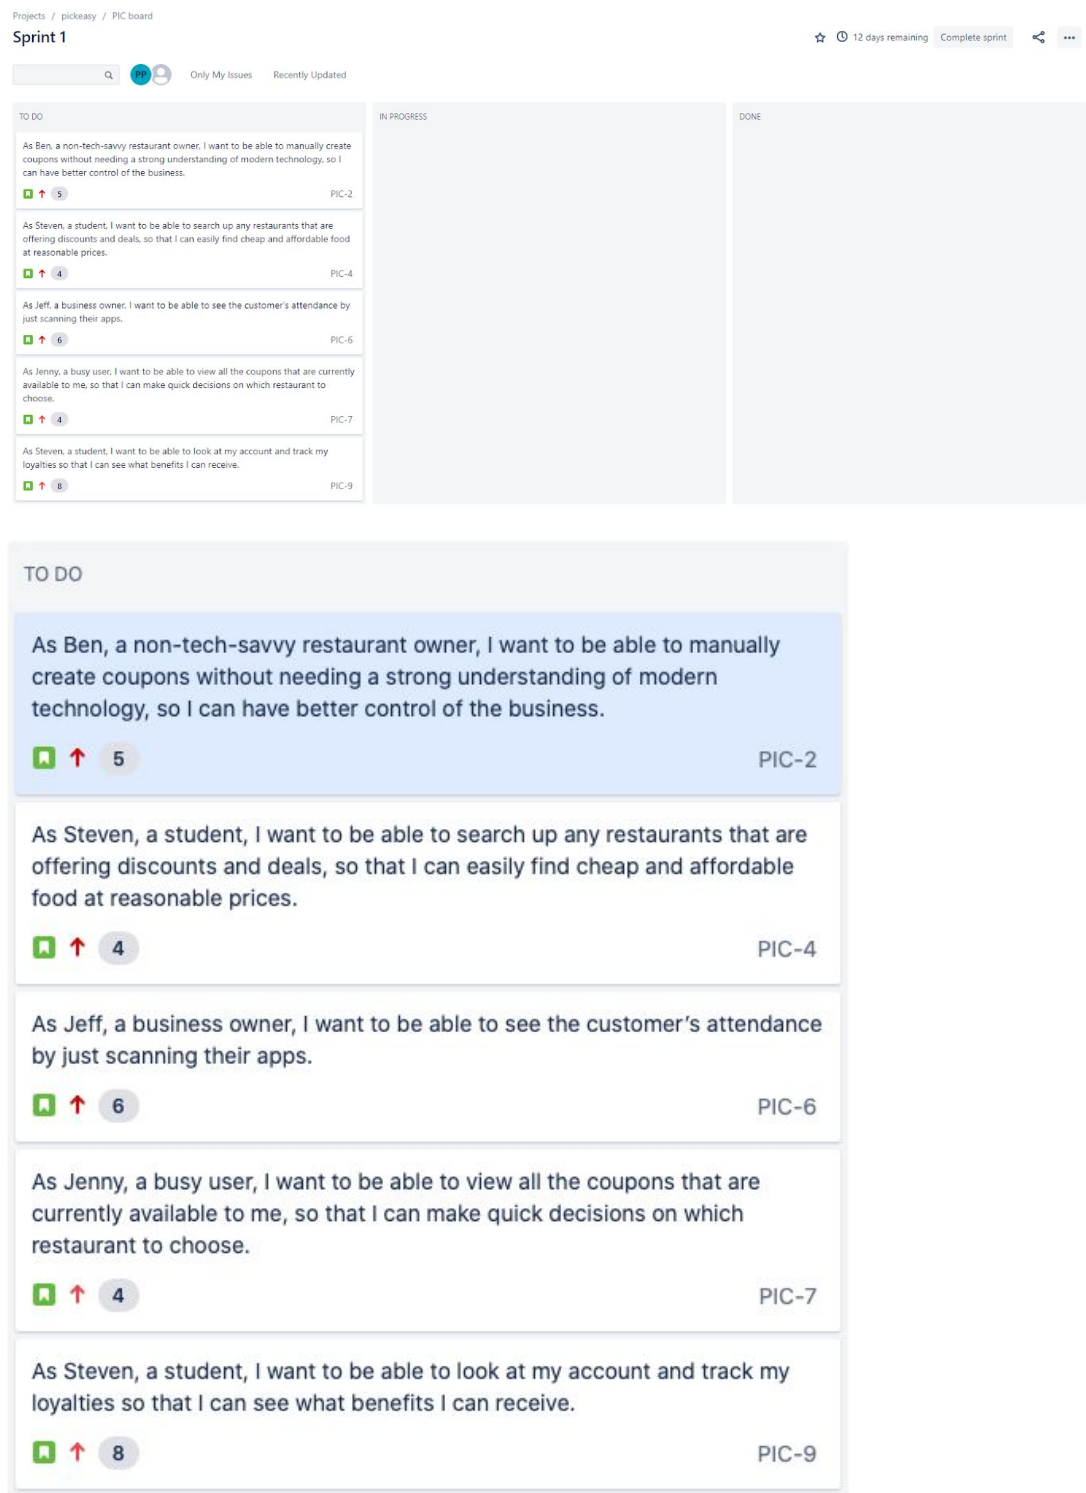 Projects / pickeasy / PIC board
Sprint 1
12 days remaining Complete sprint
PP Only My Issues Recently Updated
TO DO
As Ben, a non-tech-savvy restaurant owner, I want to be able to manually create
coupons without needing a strong understanding of modern technology, so I
can have better control of the business.
5 PIC-2
As Steven, a student, I want to be able to search up any restaurants that are
offering discounts and deals, so that I can easily find cheap and affordable food
at reasonable prices.
4 PIC-4
As Jeff, a business owner, I want to be able to see the customer's attendance by
just scanning their apps.
6 PIC-6
As Jenny, a busy user, I want to be able to view all the coupons that are currently
available to me, so that I can make quick decisions on which restaurant to
choose.
4 PIC-7
As Steven, a student, I want to be able to look at my account and track my
loyalties so that I can see what benefits I can receive.
8 PIC-9
IN PROGRESS
DONE
TO DO
As Ben, a non-tech-savvy restaurant owner, I want to be able to manually
create coupons without needing a strong understanding of modern
technology, so I can have better control of the business.
5 PIC-2
As Steven, a student, I want to be able to search up any restaurants that are
offering discounts and deals, so that I can easily find cheap and affordable
food at reasonable prices.
4 PIC-4
As Jeff, a business owner, I want to be able to see the customer's attendance
by just scanning their apps.
6 PIC-6
As Jenny, a busy user, I want to be able to view all the coupons that are
currently available to me, so that I can make quick decisions on which
restaurant to choose.
4 PIC-7
As Steven, a student, I want to be able to look at my account and track my
loyalties so that I can see what benefits I can receive.
8 PIC-9